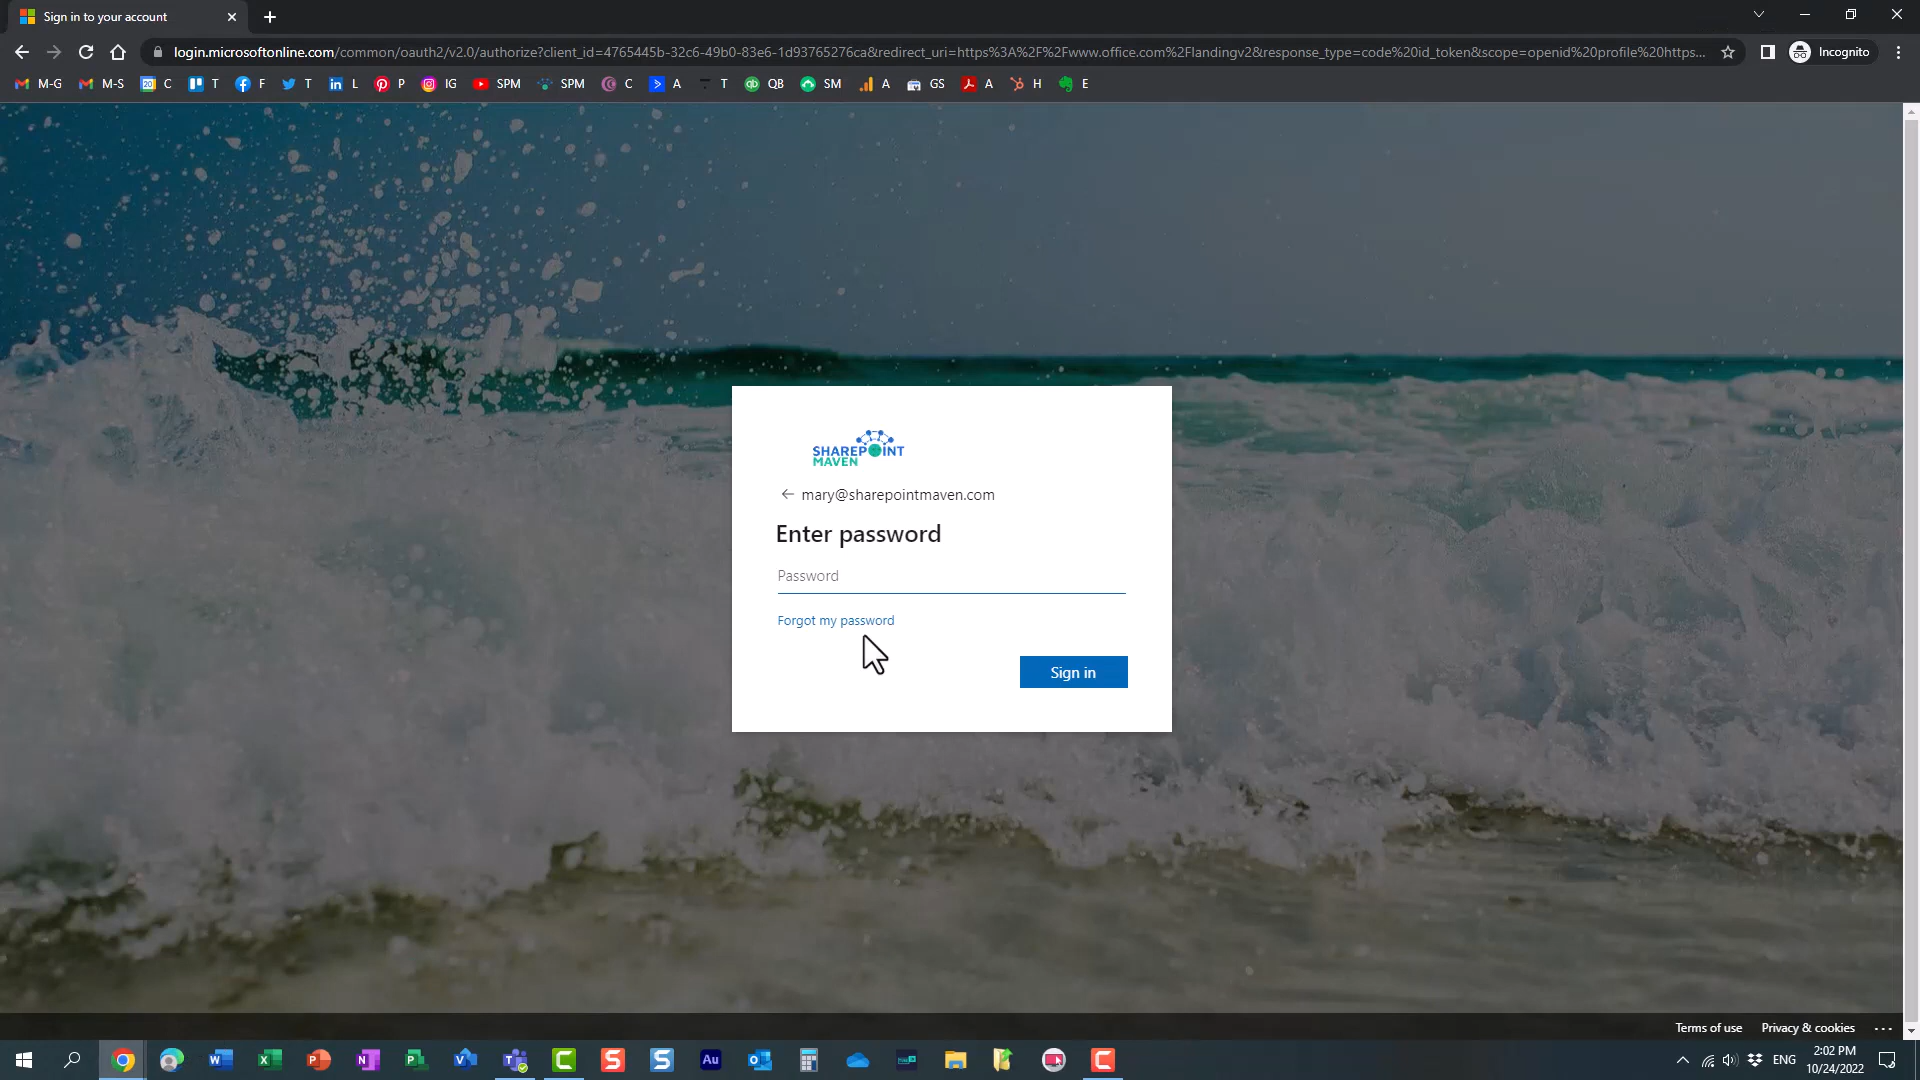 Sign in to your account
login.microsoftonline.com/common/oauth2/v2.0/authorize?client_id=4765445b-32c6-49b0-83e6-1d93765276ca&redirect_uri=https%3A%2F%2Fwww.office.com%2Flandingv2&response_type=code%20id_token&scope=openid%20profile%20https...
Incognito
M-G M-S C T F T L P IG SPM SPM C A T QB SM A GS A H E
SHAREPOINT
MAVEN
mary@sharepointmaven.com
Enter password
Password
Forgot my password
Sign in
Terms of use Privacy & cookies ...
ENG
2:02 PM
10/24/2022